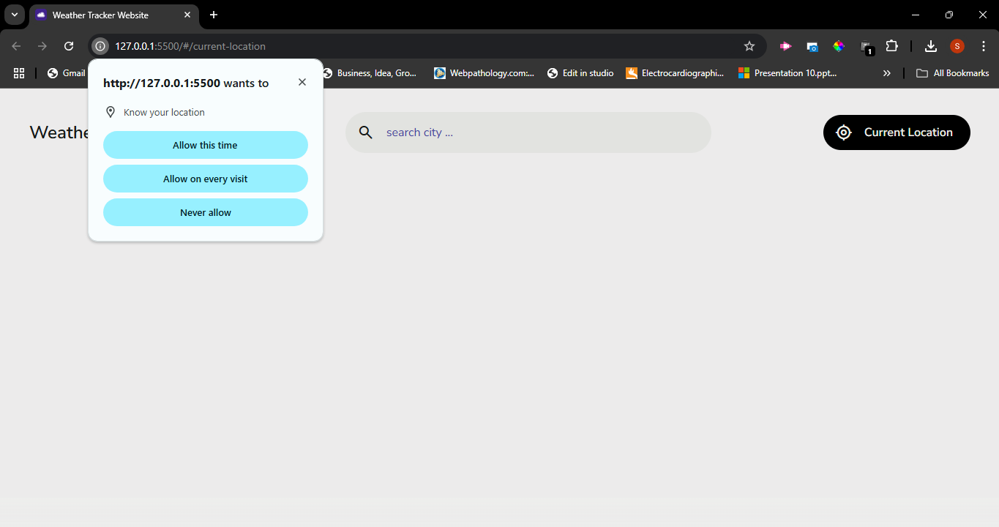 Weather Tracker Website
127.0.0.1:5500/#/current-location
S
1
Gmail
Business, Idea, Gro...
Webpathology.com:...
Edit in studio
Electrocardiographi...
Presentation 10.ppt...
All Bookmarks
http://127.0.0.1:5500 wants to
Know your location
Allow this time
Allow on every visit
Never allow
Weathe
search city ...
Current Location